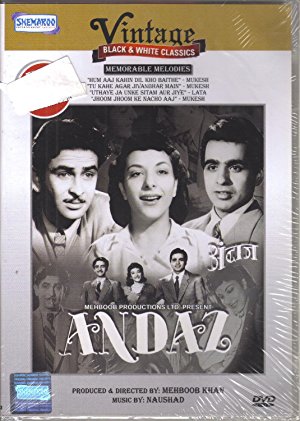 SHEMAROO
ENTERTAINMENT
Vintage
BLACK & WHITE CLASSICS
MEMORABLE MELODIES
"HUM AAJ KAHIN DIL KHO BAITHE" - MUKESH
"TU KAHE AGAR JIVANBHAR MAIN" - MUKESH
"UTHAYE JA UNKE SITAM AUR JIYE" - LATA
"JHOOM JHOOM KE NACHO AAJ" - MUKESH
MEHBOOB PRODUCTIONS LTD. PRESENT
ANDAZ
PRODUCED & DIRECTED BY: MEHBOOB KHAN
MUSIC BY: NAUSHAD
DVD